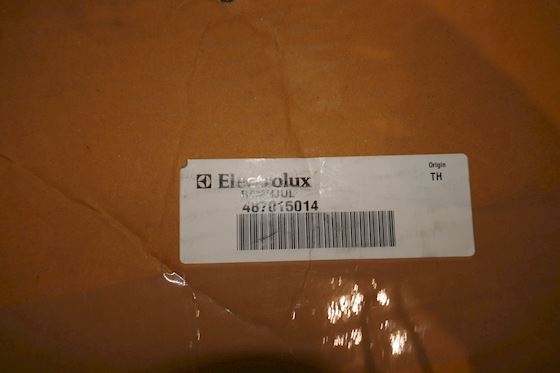 Electrolux
487015014
Origin
TH